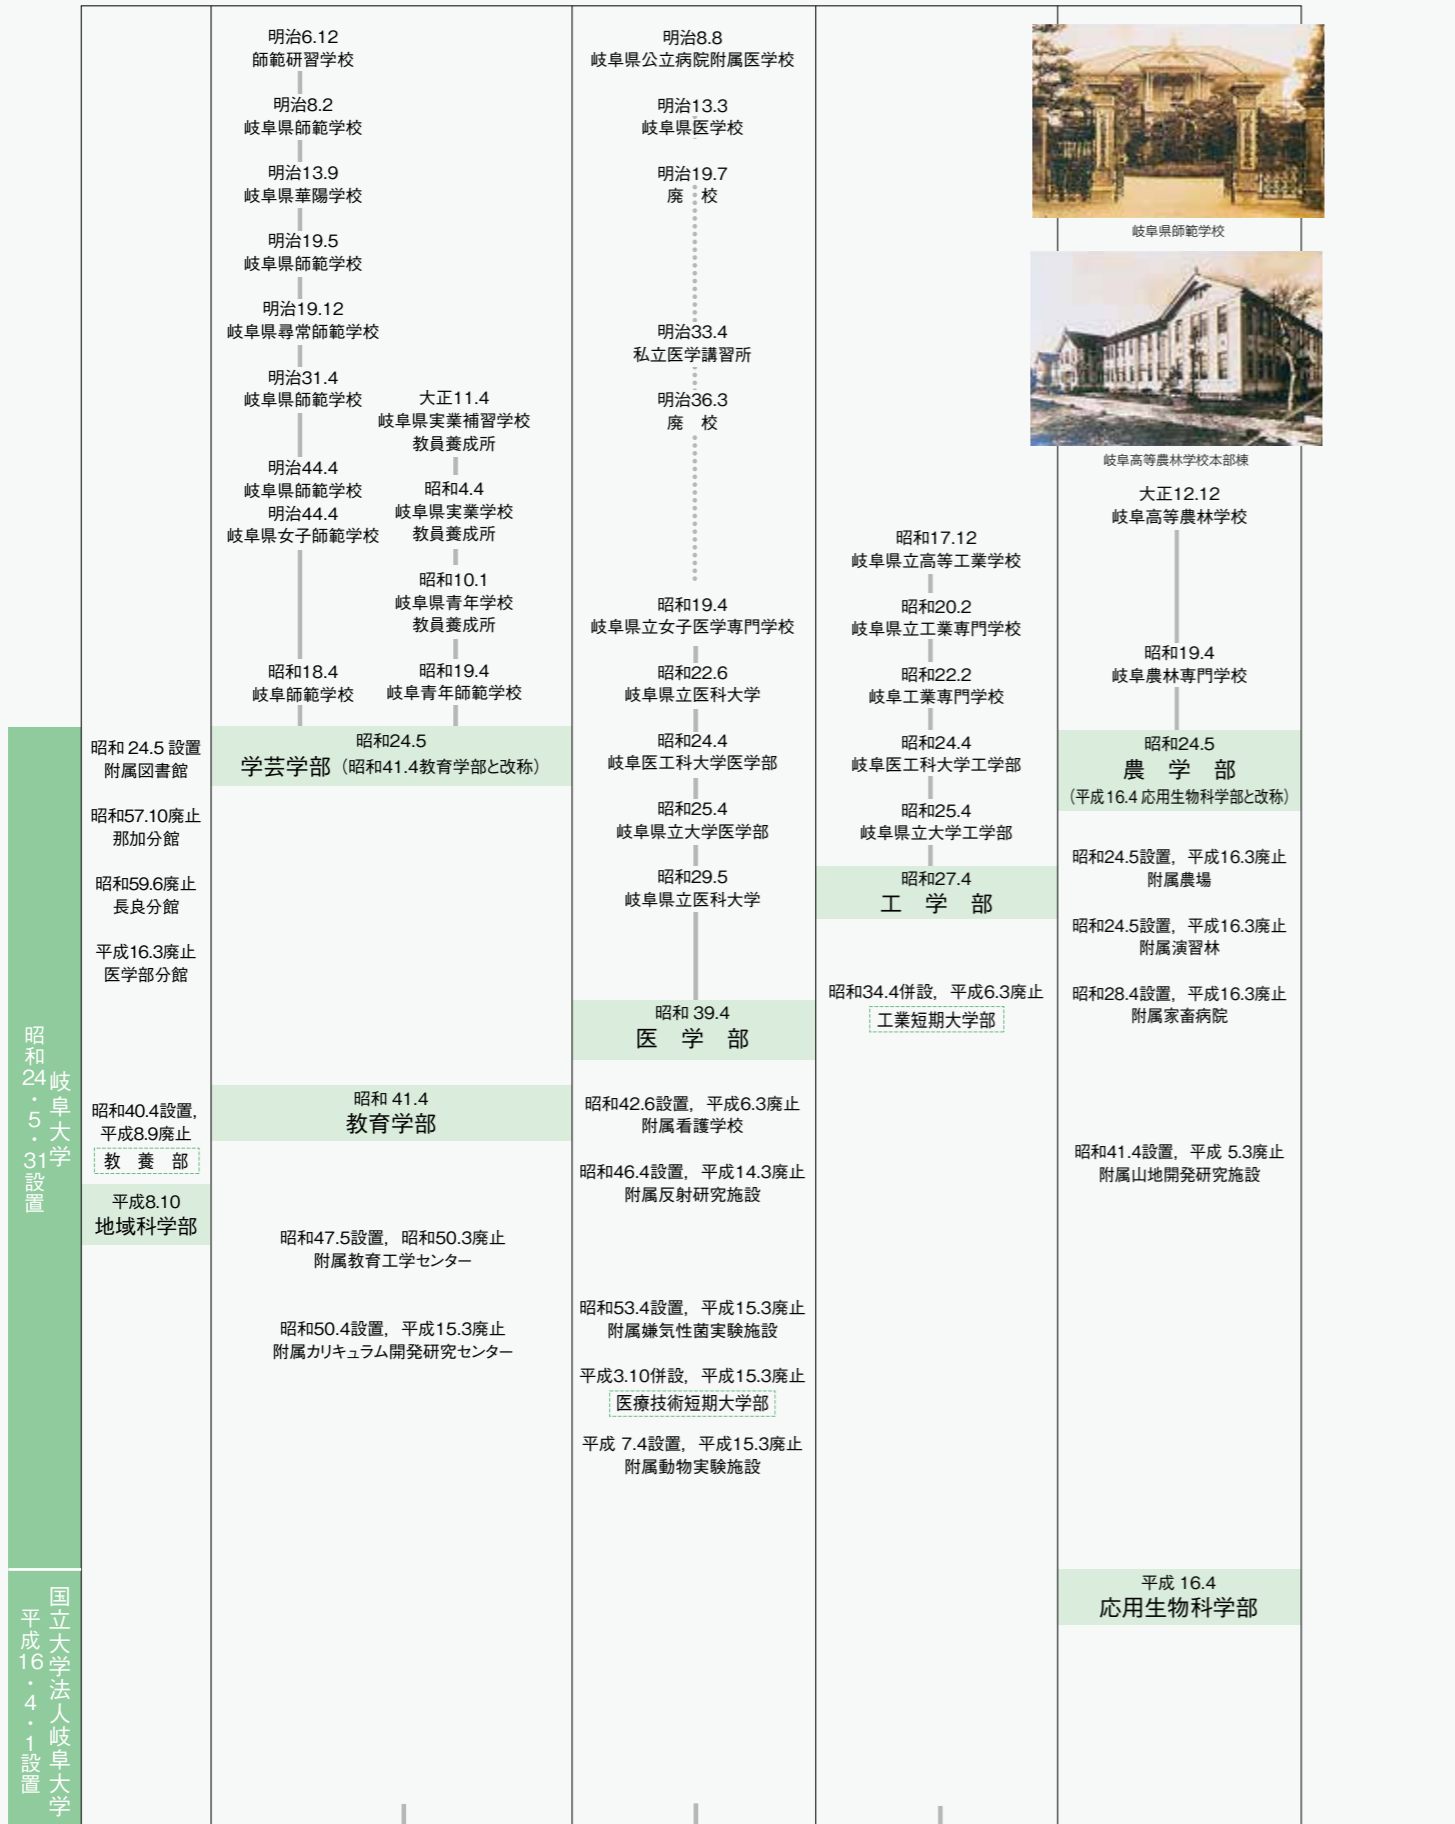 岐阜大学
昭和24・5・31設置
国立大学法人岐阜大学
平成16・4・1設置
昭和 24.5 設置
附属図書館
昭和57.10廃止
那加分館
昭和59.6廃止
長良分館
平成16.3廃止
医学部分館
昭和40.4設置,
平成8.9廃止
教 養 部
平成8.10
地域科学部
明治6.12
師範研習学校
明治8.2
岐阜県師範学校
明治13.9
岐阜県華陽学校
明治19.5
岐阜県師範学校
明治19.12
岐阜県尋常師範学校
明治31.4
岐阜県師範学校
明治44.4
岐阜県師範学校
明治44.4
岐阜県女子師範学校
昭和18.4
岐阜師範学校
大正11.4
岐阜県実業補習学校
教員養成所
昭和4.4
岐阜県実業学校
教員養成所
昭和10.1
岐阜県青年学校
教員養成所
昭和19.4
岐阜青年師範学校
昭和24.5
学芸学部（昭和41.4教育学部と改称）
昭和 41.4
教育学部
昭和47.5設置, 昭和50.3廃止
附属教育工学センター
昭和50.4設置, 平成15.3廃止
附属カリキュラム開発研究センター
明治8.8
岐阜県公立病院附属医学校
明治13.3
岐阜県医学校
明治19.7
廃 校
明治33.4
私立医学講習所
明治36.3
廃 校
昭和19.4
岐阜県立女子医学専門学校
昭和22.6
岐阜県立医科大学
昭和24.4
岐阜医工科大学医学部
昭和25.4
岐阜県立大学医学部
昭和29.5
岐阜県立医科大学
昭和 39.4
医 学 部
昭和42.6設置, 平成6.3廃止
附属看護学校
昭和46.4設置, 平成14.3廃止
附属反射研究施設
昭和53.4設置, 平成15.3廃止
附属嫌気性菌実験施設
平成3.10併設, 平成15.3廃止
医療技術短期大学部
平成 7.4設置, 平成15.3廃止
附属動物実験施設
昭和17.12
岐阜県立高等工業学校
昭和20.2
岐阜県立工業専門学校
昭和22.2
岐阜工業専門学校
昭和24.4
岐阜医工科大学工学部
昭和25.4
岐阜県立大学工学部
昭和27.4
工 学 部
昭和34.4併設, 平成6.3廃止
工業短期大学部
岐阜県師範学校
岐阜高等農林学校本部棟
大正12.12
岐阜高等農林学校
昭和19.4
岐阜農林専門学校
昭和24.5
農 学 部
（平成16.4 応用生物科学部と改称）
昭和24.5設置, 平成16.3廃止
附属農場
昭和24.5設置, 平成16.3廃止
附属演習林
昭和28.4設置, 平成16.3廃止
附属家畜病院
昭和41.4設置, 平成 5.3廃止
附属山地開発研究施設
平成 16.4
応用生物科学部